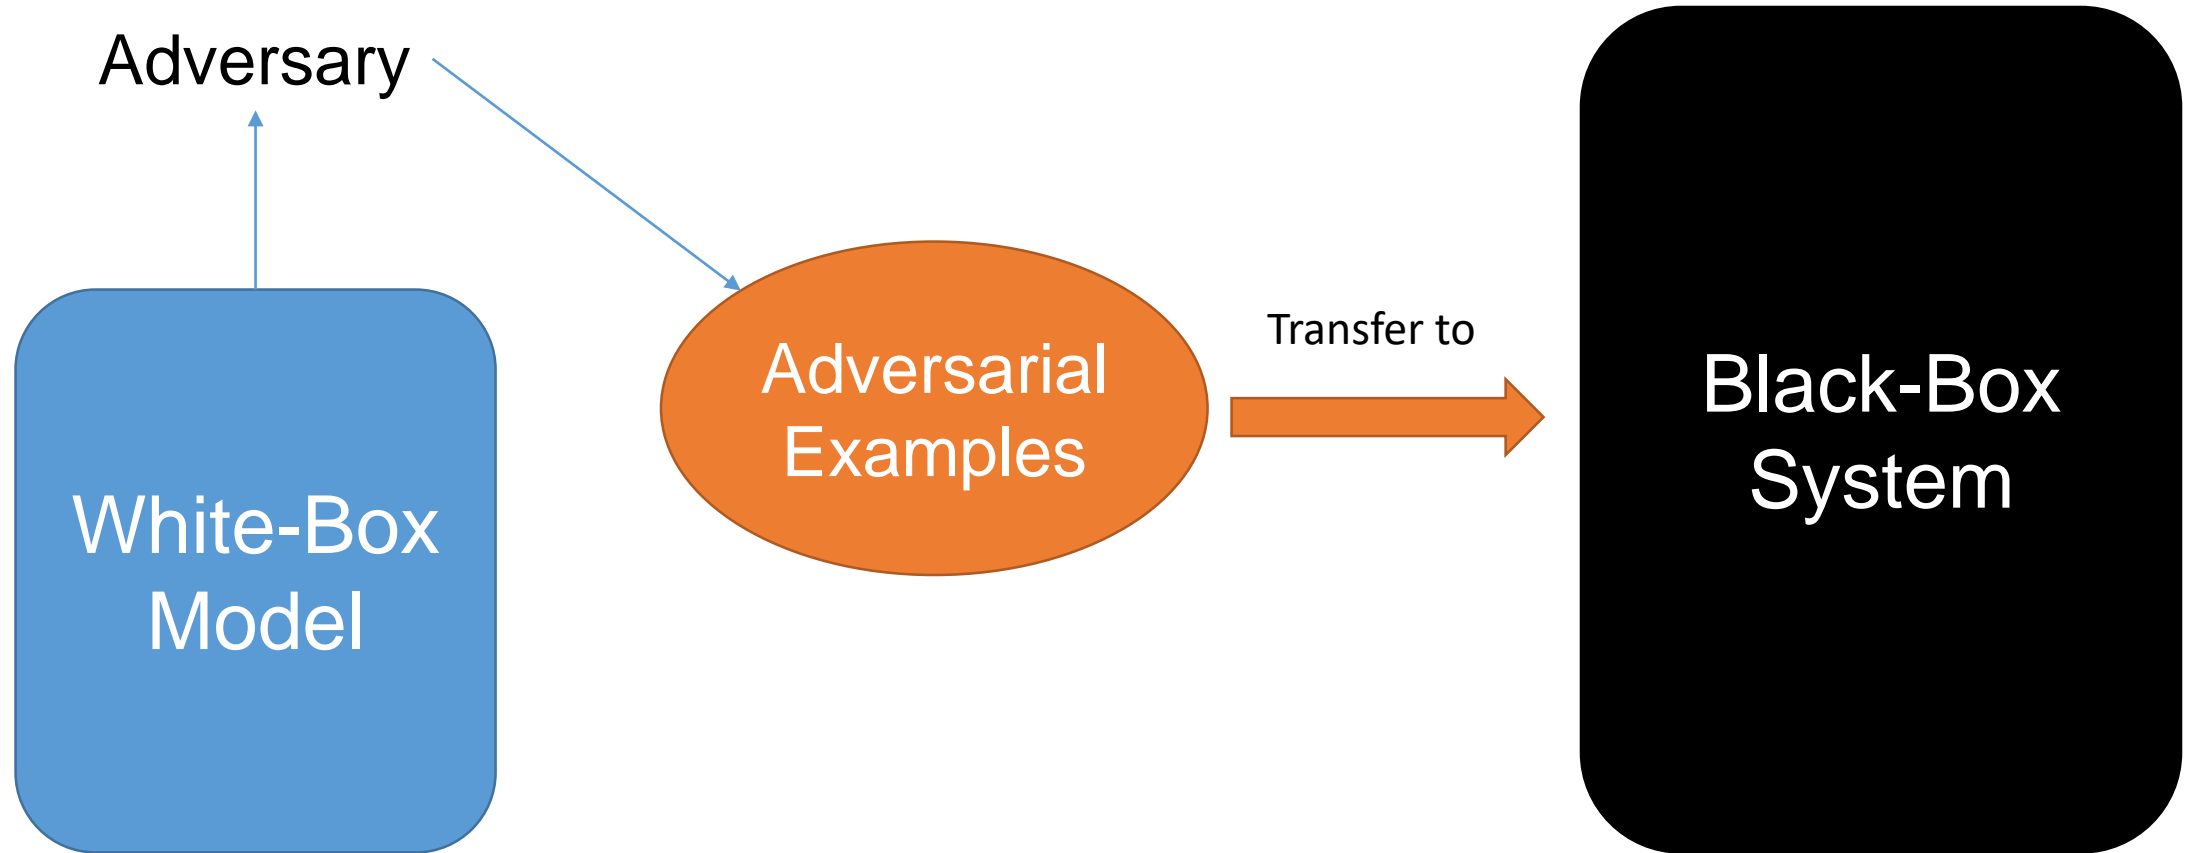 Adversary
White-Box
Model
Adversarial
Examples
Transfer to
Black-Box
System